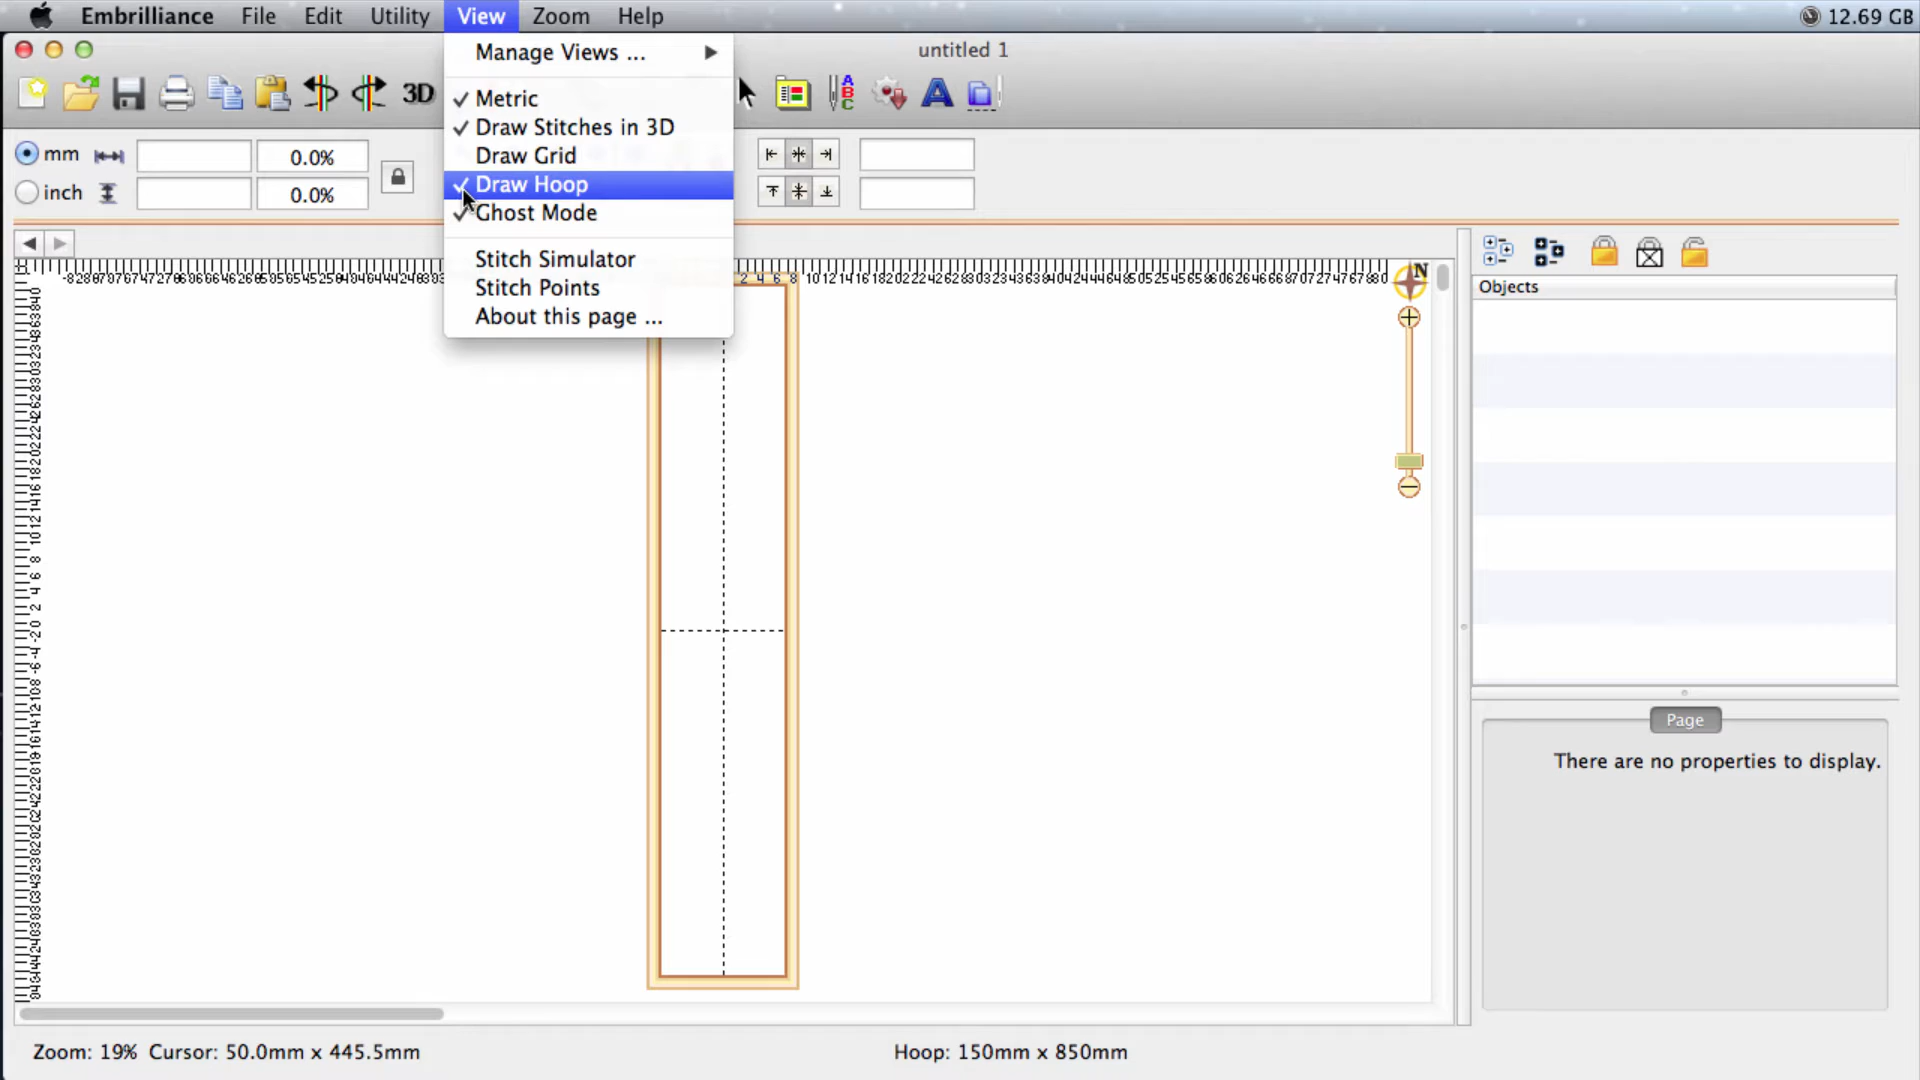 Embrilliance File Edit Utility View Zoom Help 12.69 GB
untitled 1
Manage Views ...
Metric
Draw Stitches in 3D
Draw Grid
Draw Hoop
Ghost Mode
Stitch Simulator
Stitch Points
About this page ...
3D
A
B
C
A
mm 0.0%
inch 0.0%
N
Objects
Page
There are no properties to display.
Zoom: 19% Cursor: 50.0mm x 445.5mm Hoop: 150mm x 850mm